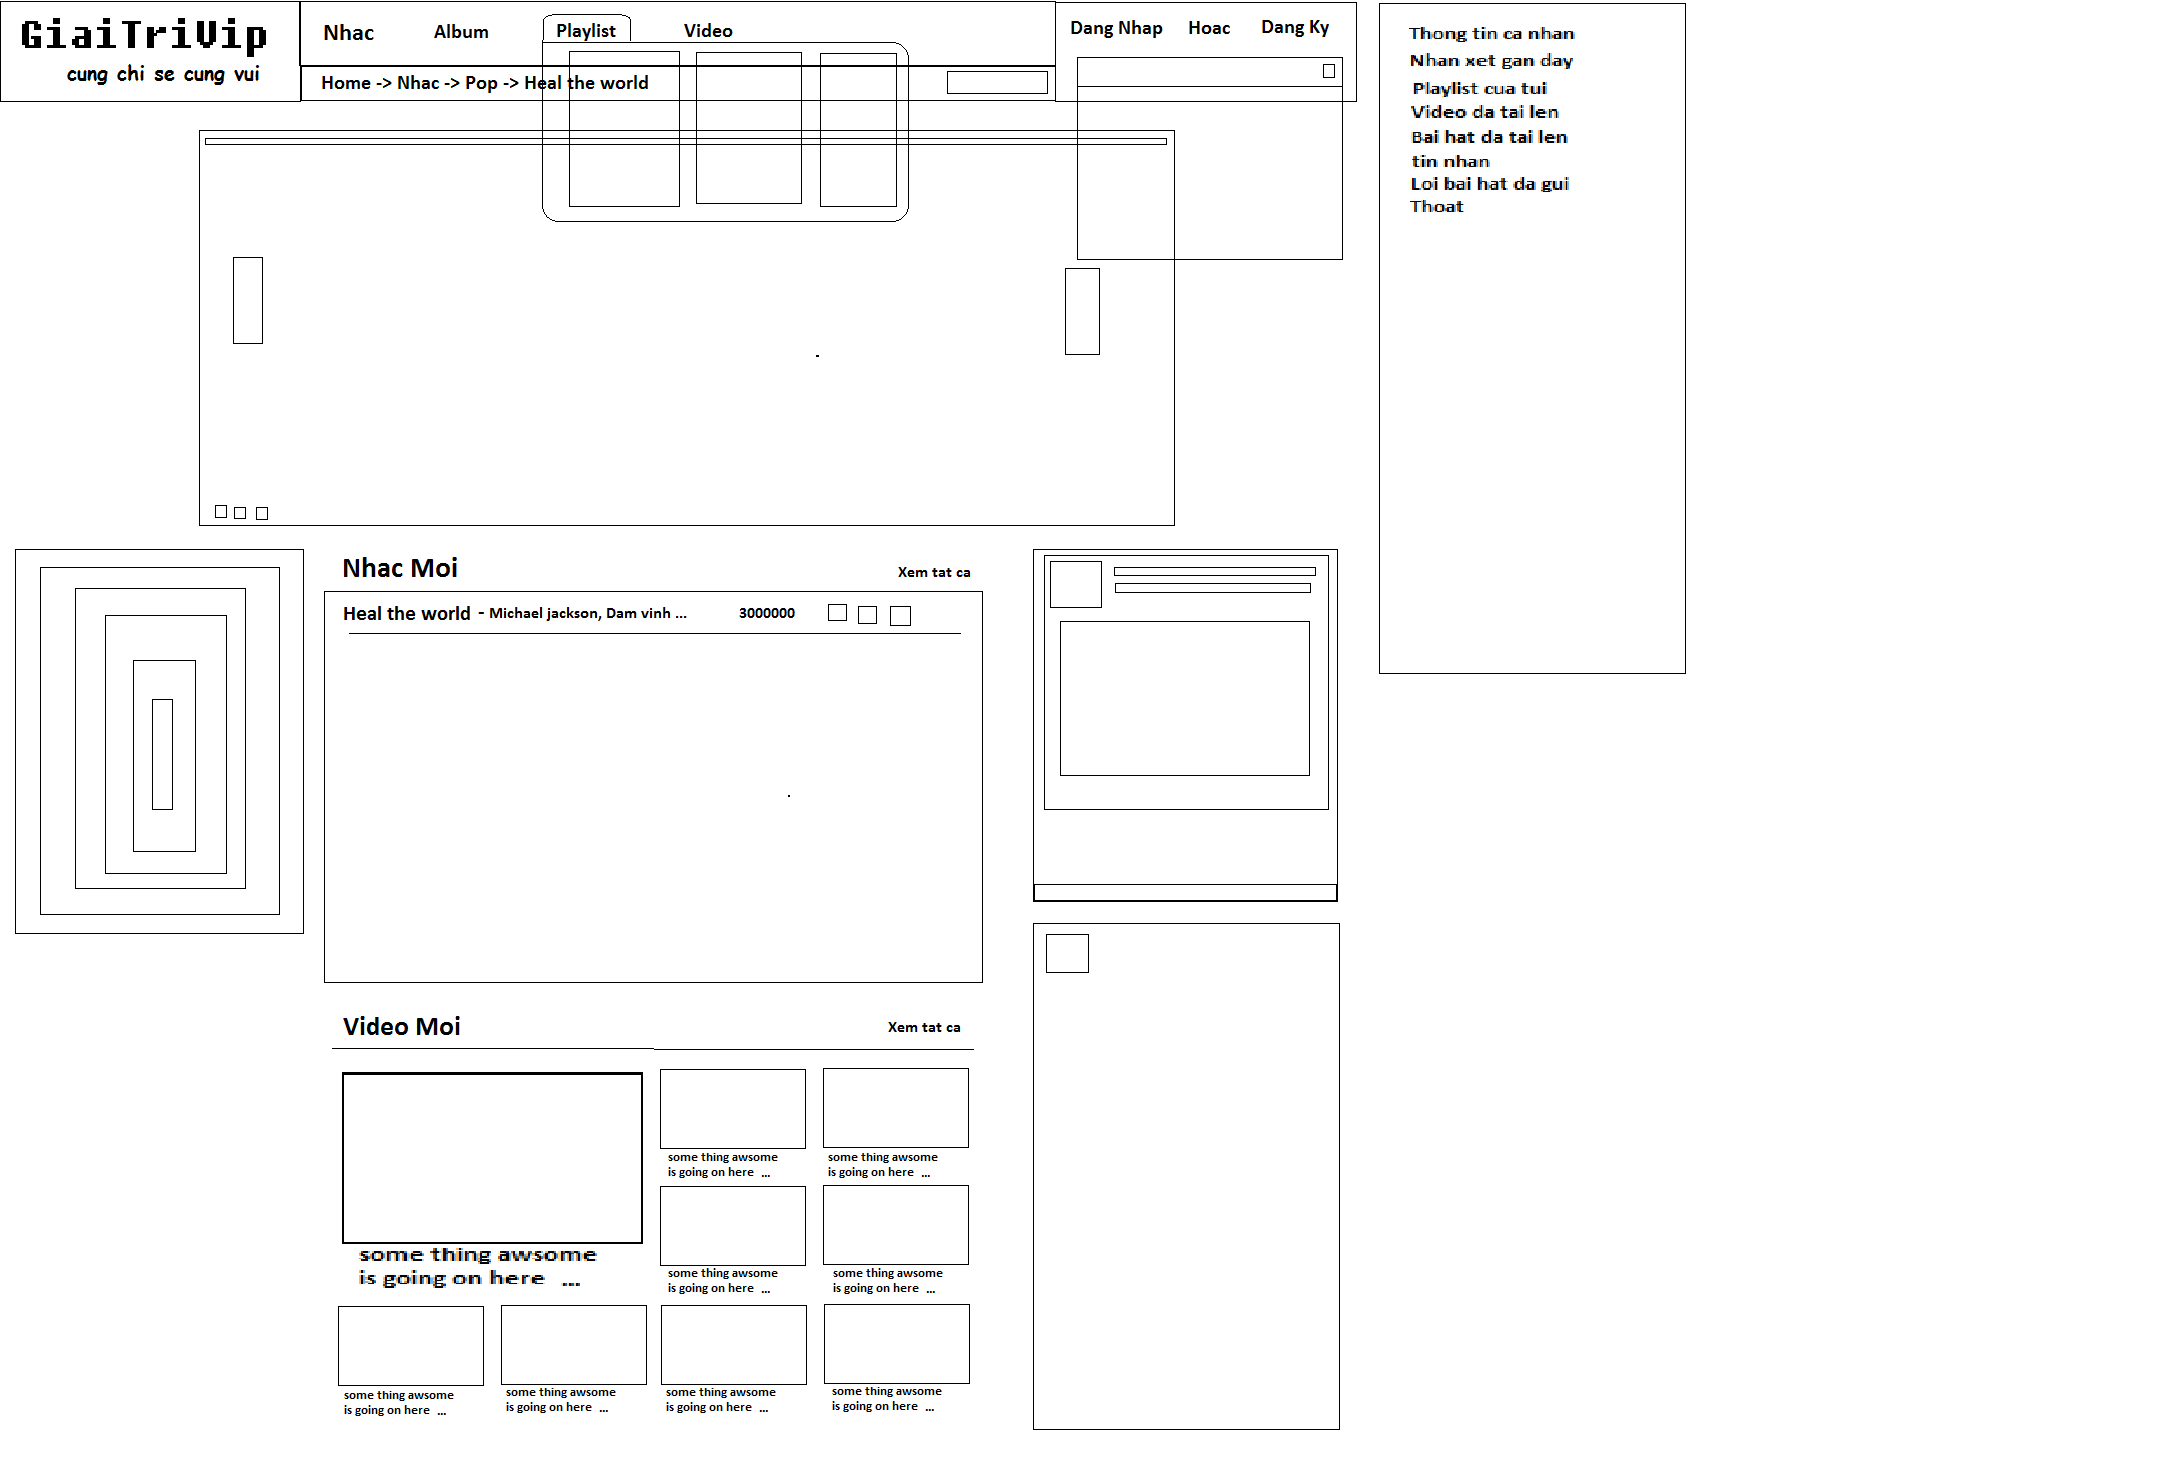 GiaiTriVip
cung chi se cung vui
Nhac Album Playlist Video
Dang Nhap Hoac Dang Ky
Home -> Nhac -> Pop -> Heal the world
Thong tin ca nhan
Nhan xet gan day
Playlist cua tui
Video da tai len
Bai hat da tai len
tin nhan
Loi bai hat da gui
Thoat
Nhac Moi Xem tat ca
Heal the world - Michael jackson, Dam vinh ... 3000000
Video Moi Xem tat ca
some thing awsome
is going on here ...
some thing awsome
is going on here ...
some thing awsome
is going on here ...
some thing awsome
is going on here ...
some thing awsome
is going on here ...
some thing awsome
is going on here ...
some thing awsome
is going on here ...
some thing awsome
is going on here ...
some thing awsome
is going on here ...